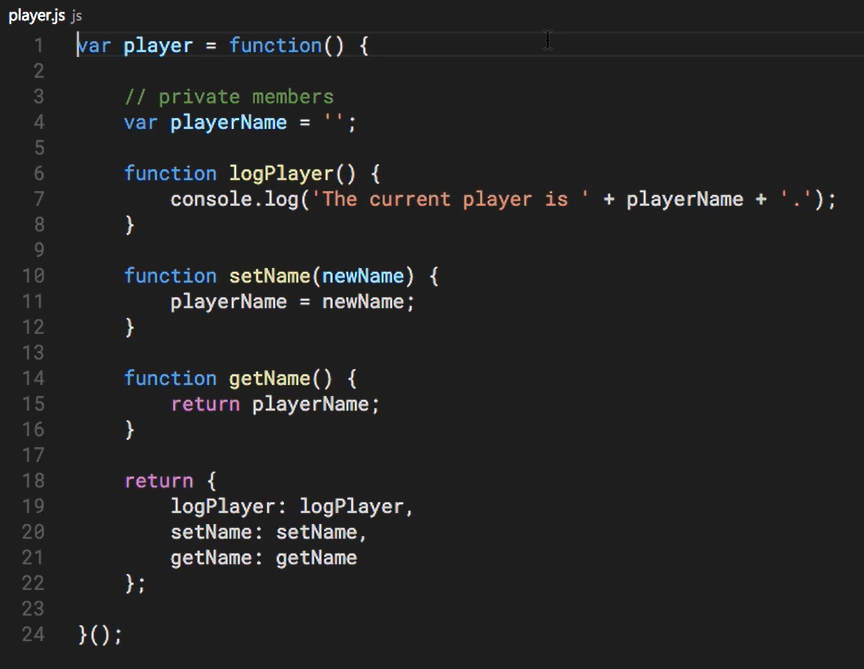 player.js js
1 var player = function() {
2
3     // private members
4     var playerName = '';
5
6     function logPlayer() {
7         console.log('The current player is ' + playerName + '.');
8     }
9
10     function setName(newName) {
11         playerName = newName;
12     }
13
14     function getName() {
15         return playerName;
16     }
17
18     return {
19         logPlayer: logPlayer,
20         setName: setName,
21         getName: getName
22     };
23
24 }();